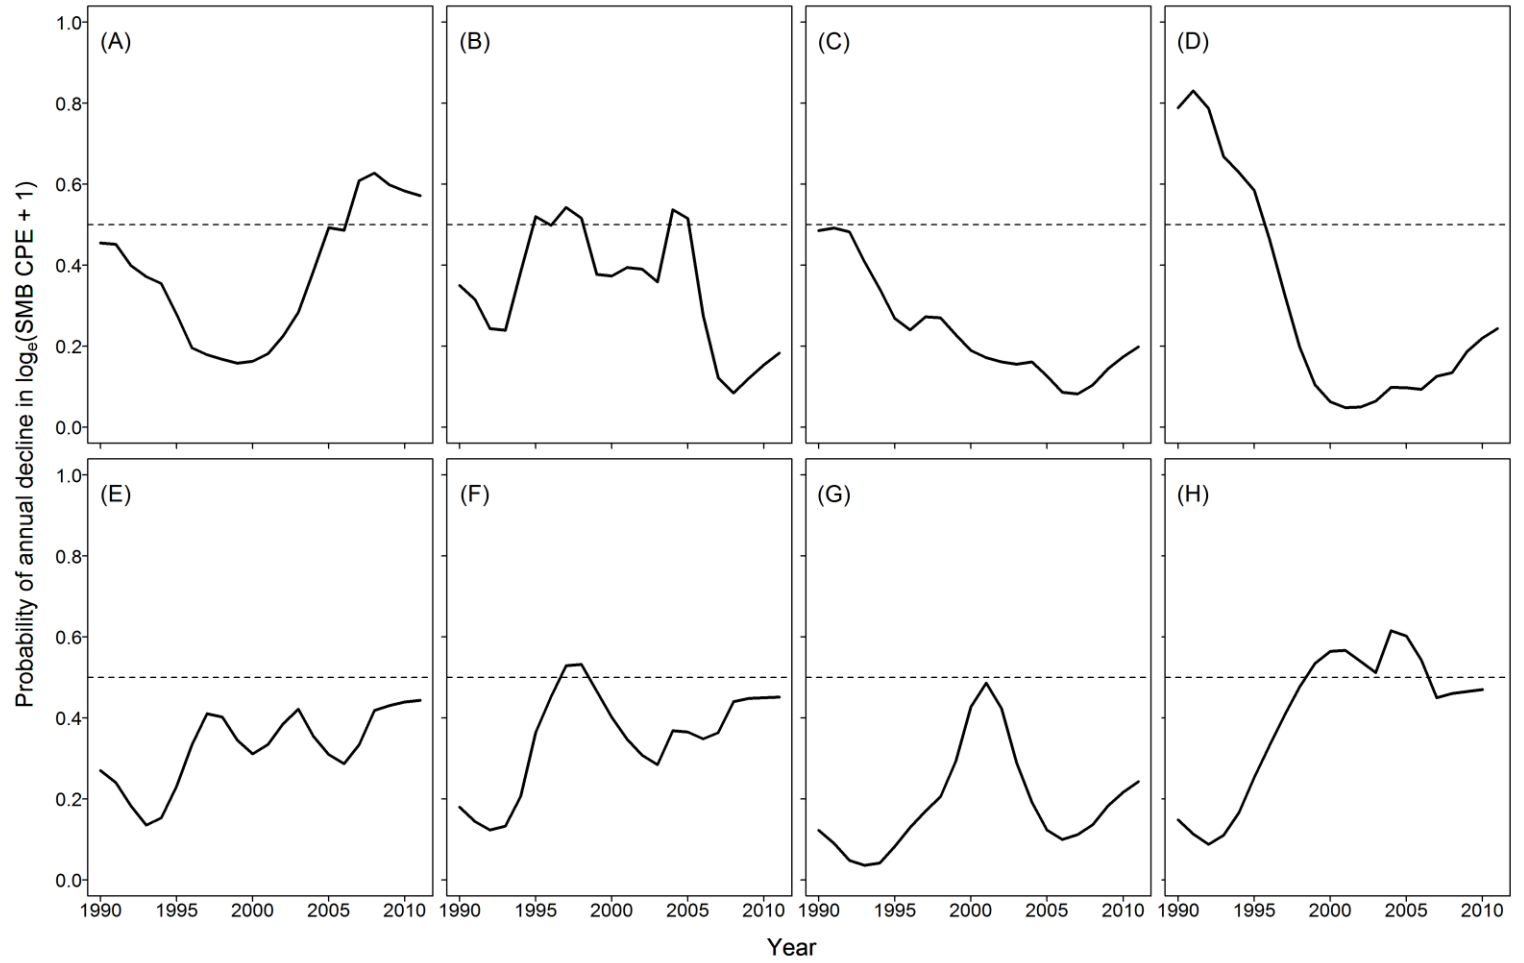 Probability of annual decline in logₑ(SMB CPE + 1)
1.0 0.8 0.6 0.4 0.2 0.0
(A) (B) (C) (D)
1.0 0.8 0.6 0.4 0.2 0.0
(E) (F) (G) (H)
1990 1995 2000 2005 2010 1990 1995 2000 2005 2010 1990 1995 2000 2005 2010 1990 1995 2000 2005 2010
Year